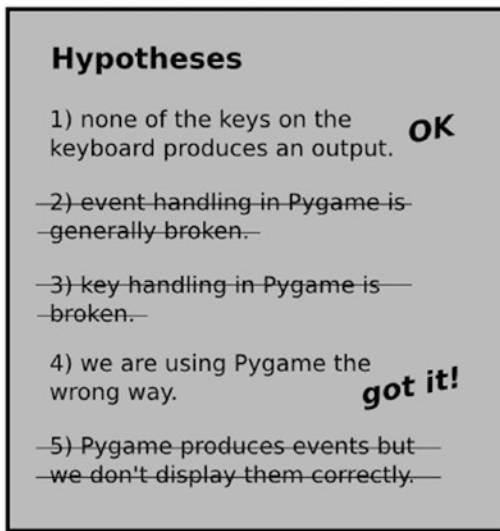 Hypotheses
1) none of the keys on the
keyboard produces an output.
OK
2) event handling in Pygame is
generally broken.
3) key handling in Pygame is
broken.
4) we are using Pygame the
wrong way.
got it!
5) Pygame produces events but
we don't display them correctly.